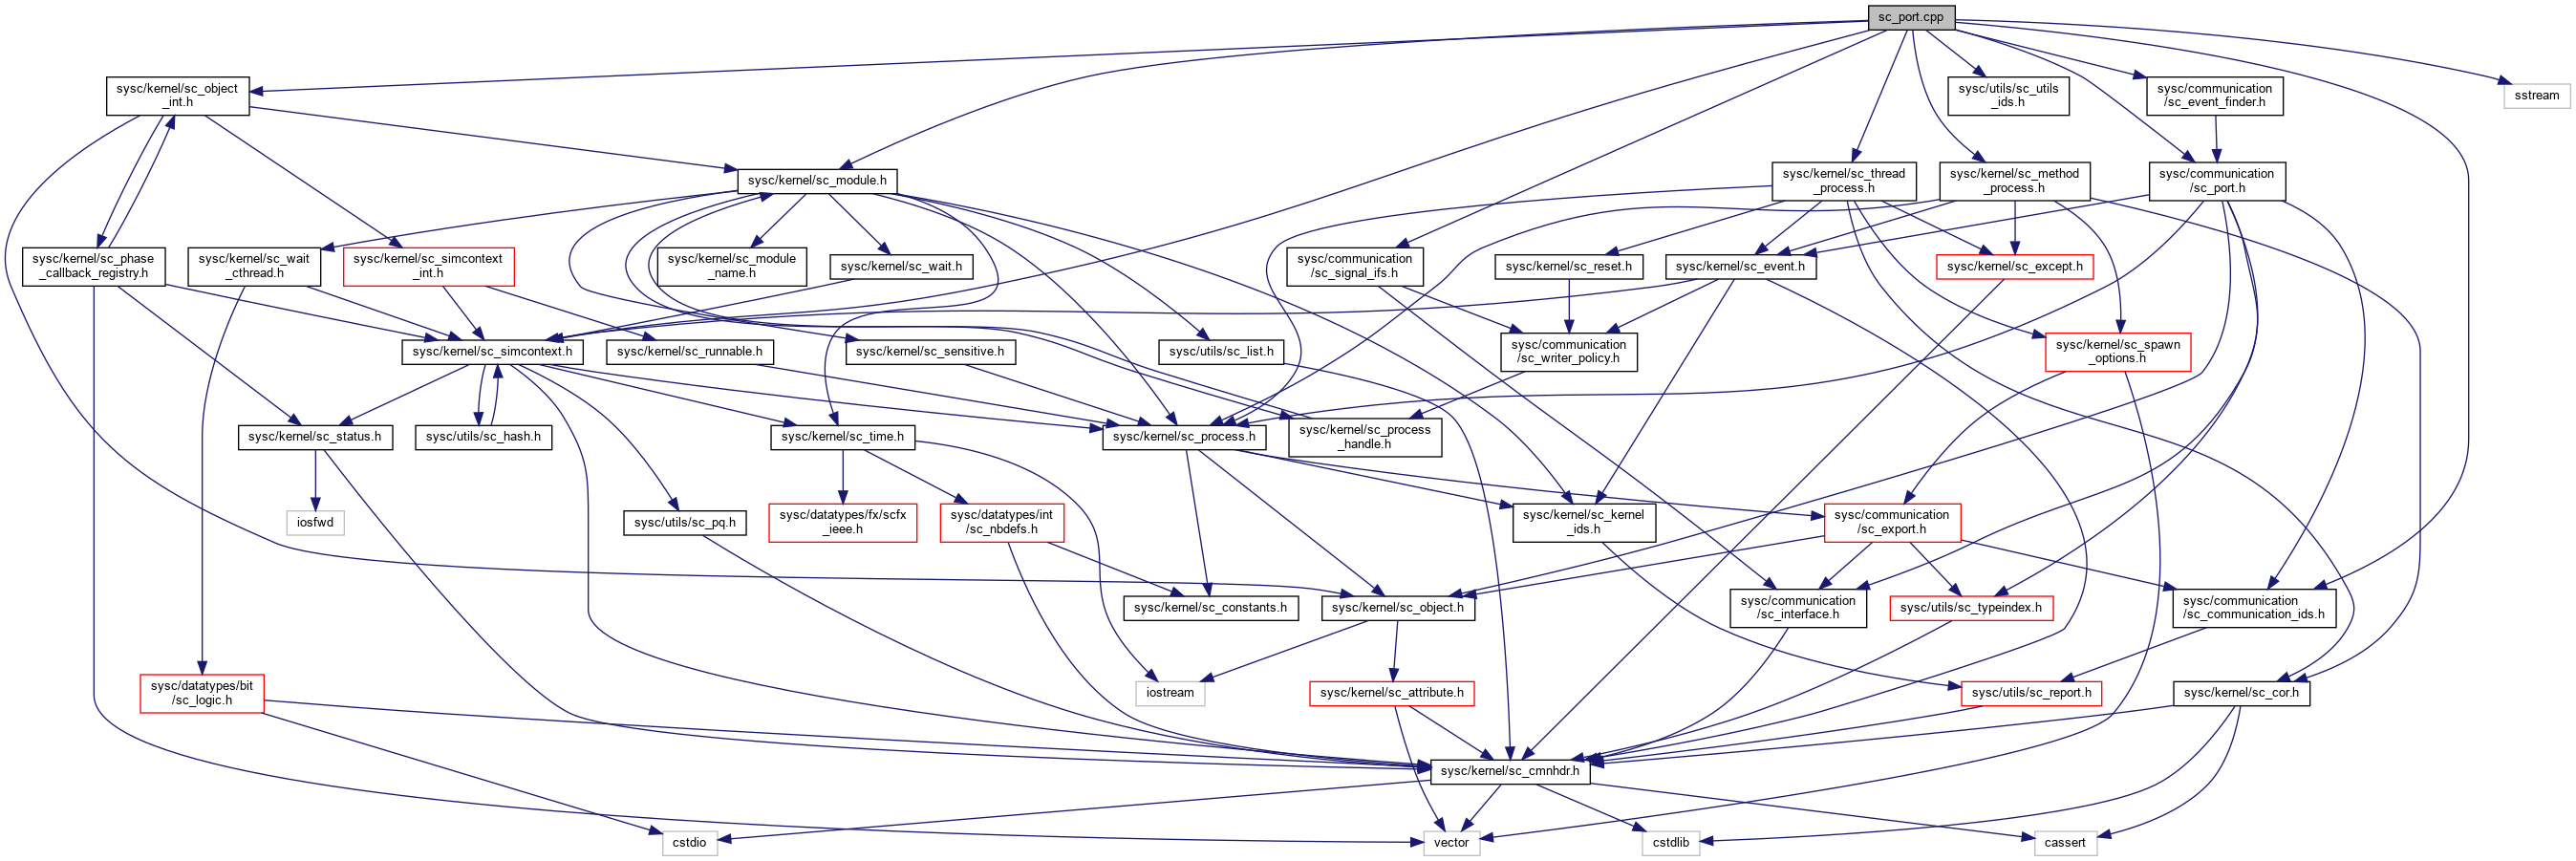 sc_port.cpp
sysc/kernel/sc_object
_int.h
sysc/utils/sc_utils
_ids.h
sysc/communication
/sc_event_finder.h
sstream
sysc/kernel/sc_module.h
sysc/kernel/sc_thread
_process.h
sysc/kernel/sc_method
_process.h
sysc/communication
/sc_port.h
sysc/kernel/sc_phase
_callback_registry.h
sysc/kernel/sc_wait
_cthread.h
sysc/kernel/sc_simcontext
_int.h
sysc/kernel/sc_module
_name.h
sysc/kernel/sc_wait.h
sysc/communication
/sc_signal_ifs.h
sysc/kernel/sc_reset.h
sysc/kernel/sc_event.h
sysc/kernel/sc_except.h
sysc/kernel/sc_simcontext.h
sysc/kernel/sc_runnable.h
sysc/kernel/sc_sensitive.h
sysc/utils/sc_list.h
sysc/communication
/sc_writer_policy.h
sysc/kernel/sc_spawn
_options.h
sysc/kernel/sc_status.h
sysc/utils/sc_hash.h
sysc/kernel/sc_time.h
sysc/kernel/sc_process.h
sysc/kernel/sc_process
_handle.h
iosfwd
sysc/utils/sc_pq.h
sysc/datatypes/fx/scfx
_ieee.h
sysc/datatypes/int
/sc_nbdefs.h
sysc/kernel/sc_kernel
_ids.h
sysc/communication
/sc_export.h
sysc/kernel/sc_constants.h
sysc/kernel/sc_object.h
sysc/communication
/sc_interface.h
sysc/utils/sc_typeindex.h
sysc/communication
/sc_communication_ids.h
sysc/datatypes/bit
/sc_logic.h
iostream
sysc/kernel/sc_attribute.h
sysc/utils/sc_report.h
sysc/kernel/sc_cor.h
sysc/kernel/sc_cmnhdr.h
cstdio
vector
cstdlib
cassert